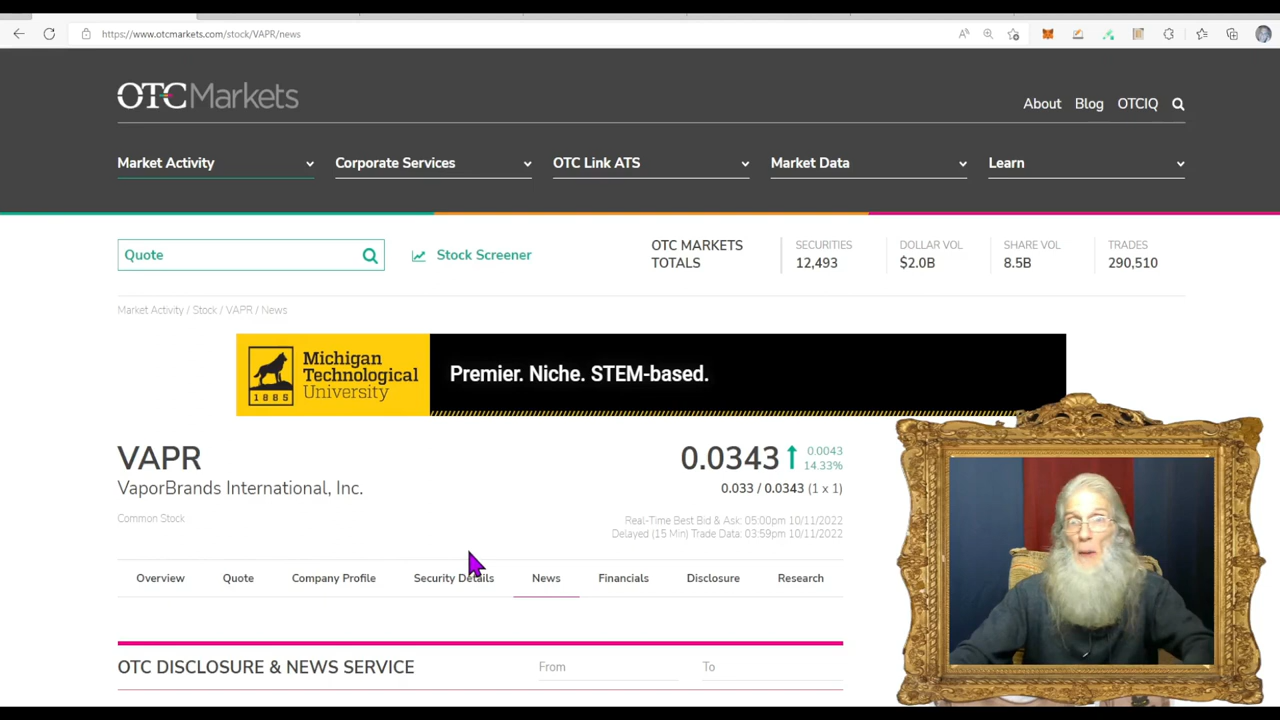 https://www.otcmarkets.com/stock/VAPR/news
OTCMarkets
About Blog OTCIQ
Market Activity Corporate Services OTC Link ATS Market Data Learn
Quote
Stock Screener
OTC MARKETS TOTALS
SECURITIES
12,493
DOLLAR VOL
$2.0B
SHARE VOL
8.5B
TRADES
290,510
Market Activity / Stock / VAPR / News
Michigan
Technological
University
1885
Premier. Niche. STEM-based.
VAPR
VaporBrands International, Inc.
Common Stock
0.0343
0.0043
14.33%
0.033 / 0.0343 (1 x 1)
Real-Time Best Bid & Ask: 05:00pm 10/11/2022
Delayed (15 Min) Trade Data: 03:59pm 10/11/2022
Overview Quote Company Profile Security Details News Financials Disclosure Research
OTC DISCLOSURE & NEWS SERVICE
From To